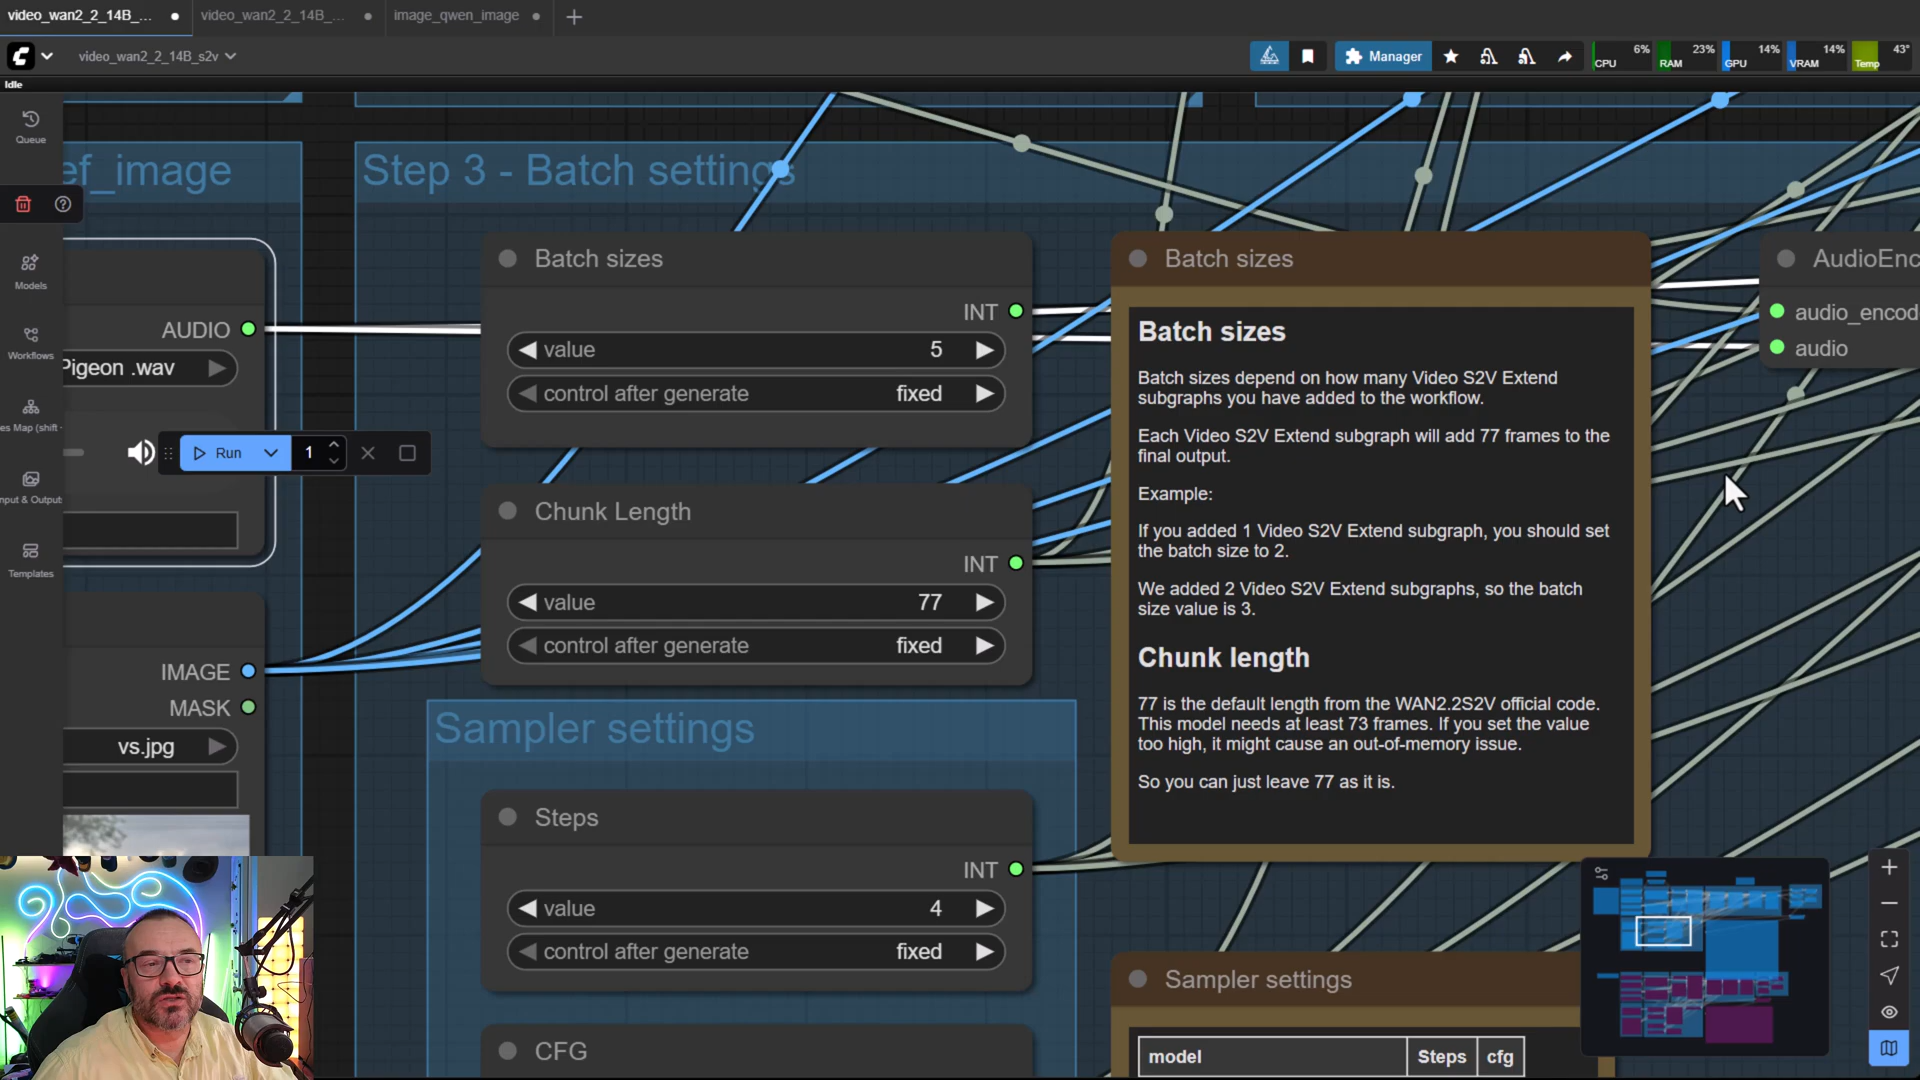 video_wan2_2_14B_...
video_wan2_2_14B_...
image_qwen_image
video_wan2_2_14B_s2v
Manager
6%
CPU
23%
RAM
14%
GPU
14%
VRAM
43°
Temp
Idle
Queue
Models
Workflows
es Map (shift -
nput & Output
Templates
ef_image
AUDIO
Pigeon .wav
Run
1
IMAGE
MASK
vs.jpg
Step 3 - Batch settings
Batch sizes
INT
value 5
control after generate fixed
Chunk Length
INT
value 77
control after generate fixed
Sampler settings
Steps
INT
value 4
control after generate fixed
CFG
Batch sizes
Batch sizes
Batch sizes depend on how many Video S2V Extend
subgraphs you have added to the workflow.
Each Video S2V Extend subgraph will add 77 frames to the
final output.
Example:
If you added 1 Video S2V Extend subgraph, you should set
the batch size to 2.
We added 2 Video S2V Extend subgraphs, so the batch
size value is 3.
Chunk length
77 is the default length from the WAN2.2S2V official code.
This model needs at least 73 frames. If you set the value
too high, it might cause an out-of-memory issue.
So you can just leave 77 as it is.
Sampler settings
model Steps cfg
AudioEnc
audio_encod
audio